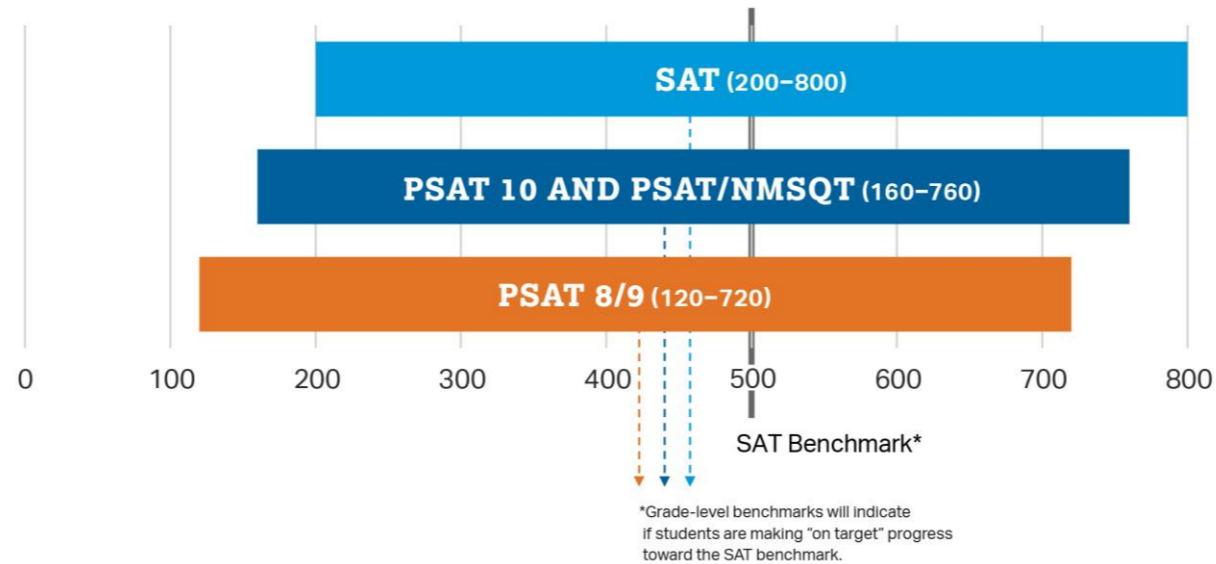 SAT (200–800)
PSAT 10 AND PSAT/NMSQT (160–760)
PSAT 8/9 (120–720)
0 100 200 300 400 500 600 700 800
SAT Benchmark*
*Grade-level benchmarks will indicate
if students are making “on target” progress
toward the SAT benchmark.